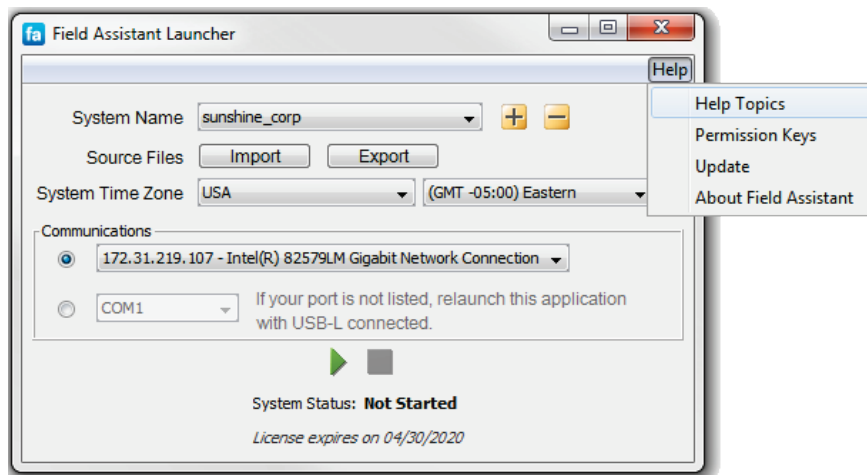 fa Field Assistant Launcher
Help
Help Topics
Permission Keys
Update
About Field Assistant
System Name sunshine_corp
Source Files Import Export
System Time Zone USA (GMT -05:00) Eastern
Communications
172.31.219.107 - Intel(R) 82579LM Gigabit Network Connection
COM1 If your port is not listed, relaunch this application
with USB-L connected.
System Status: Not Started
License expires on 04/30/2020